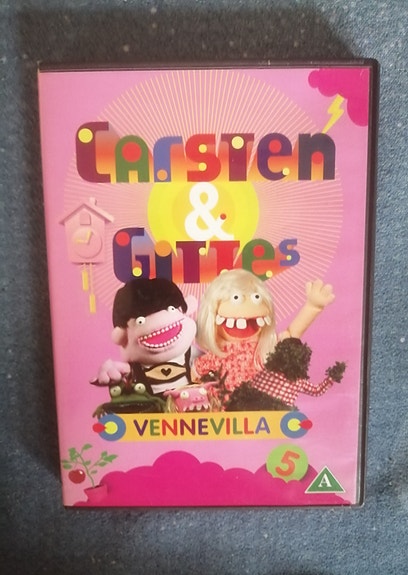 Carsten
&
Gittes
VENNEVILLA
5
A